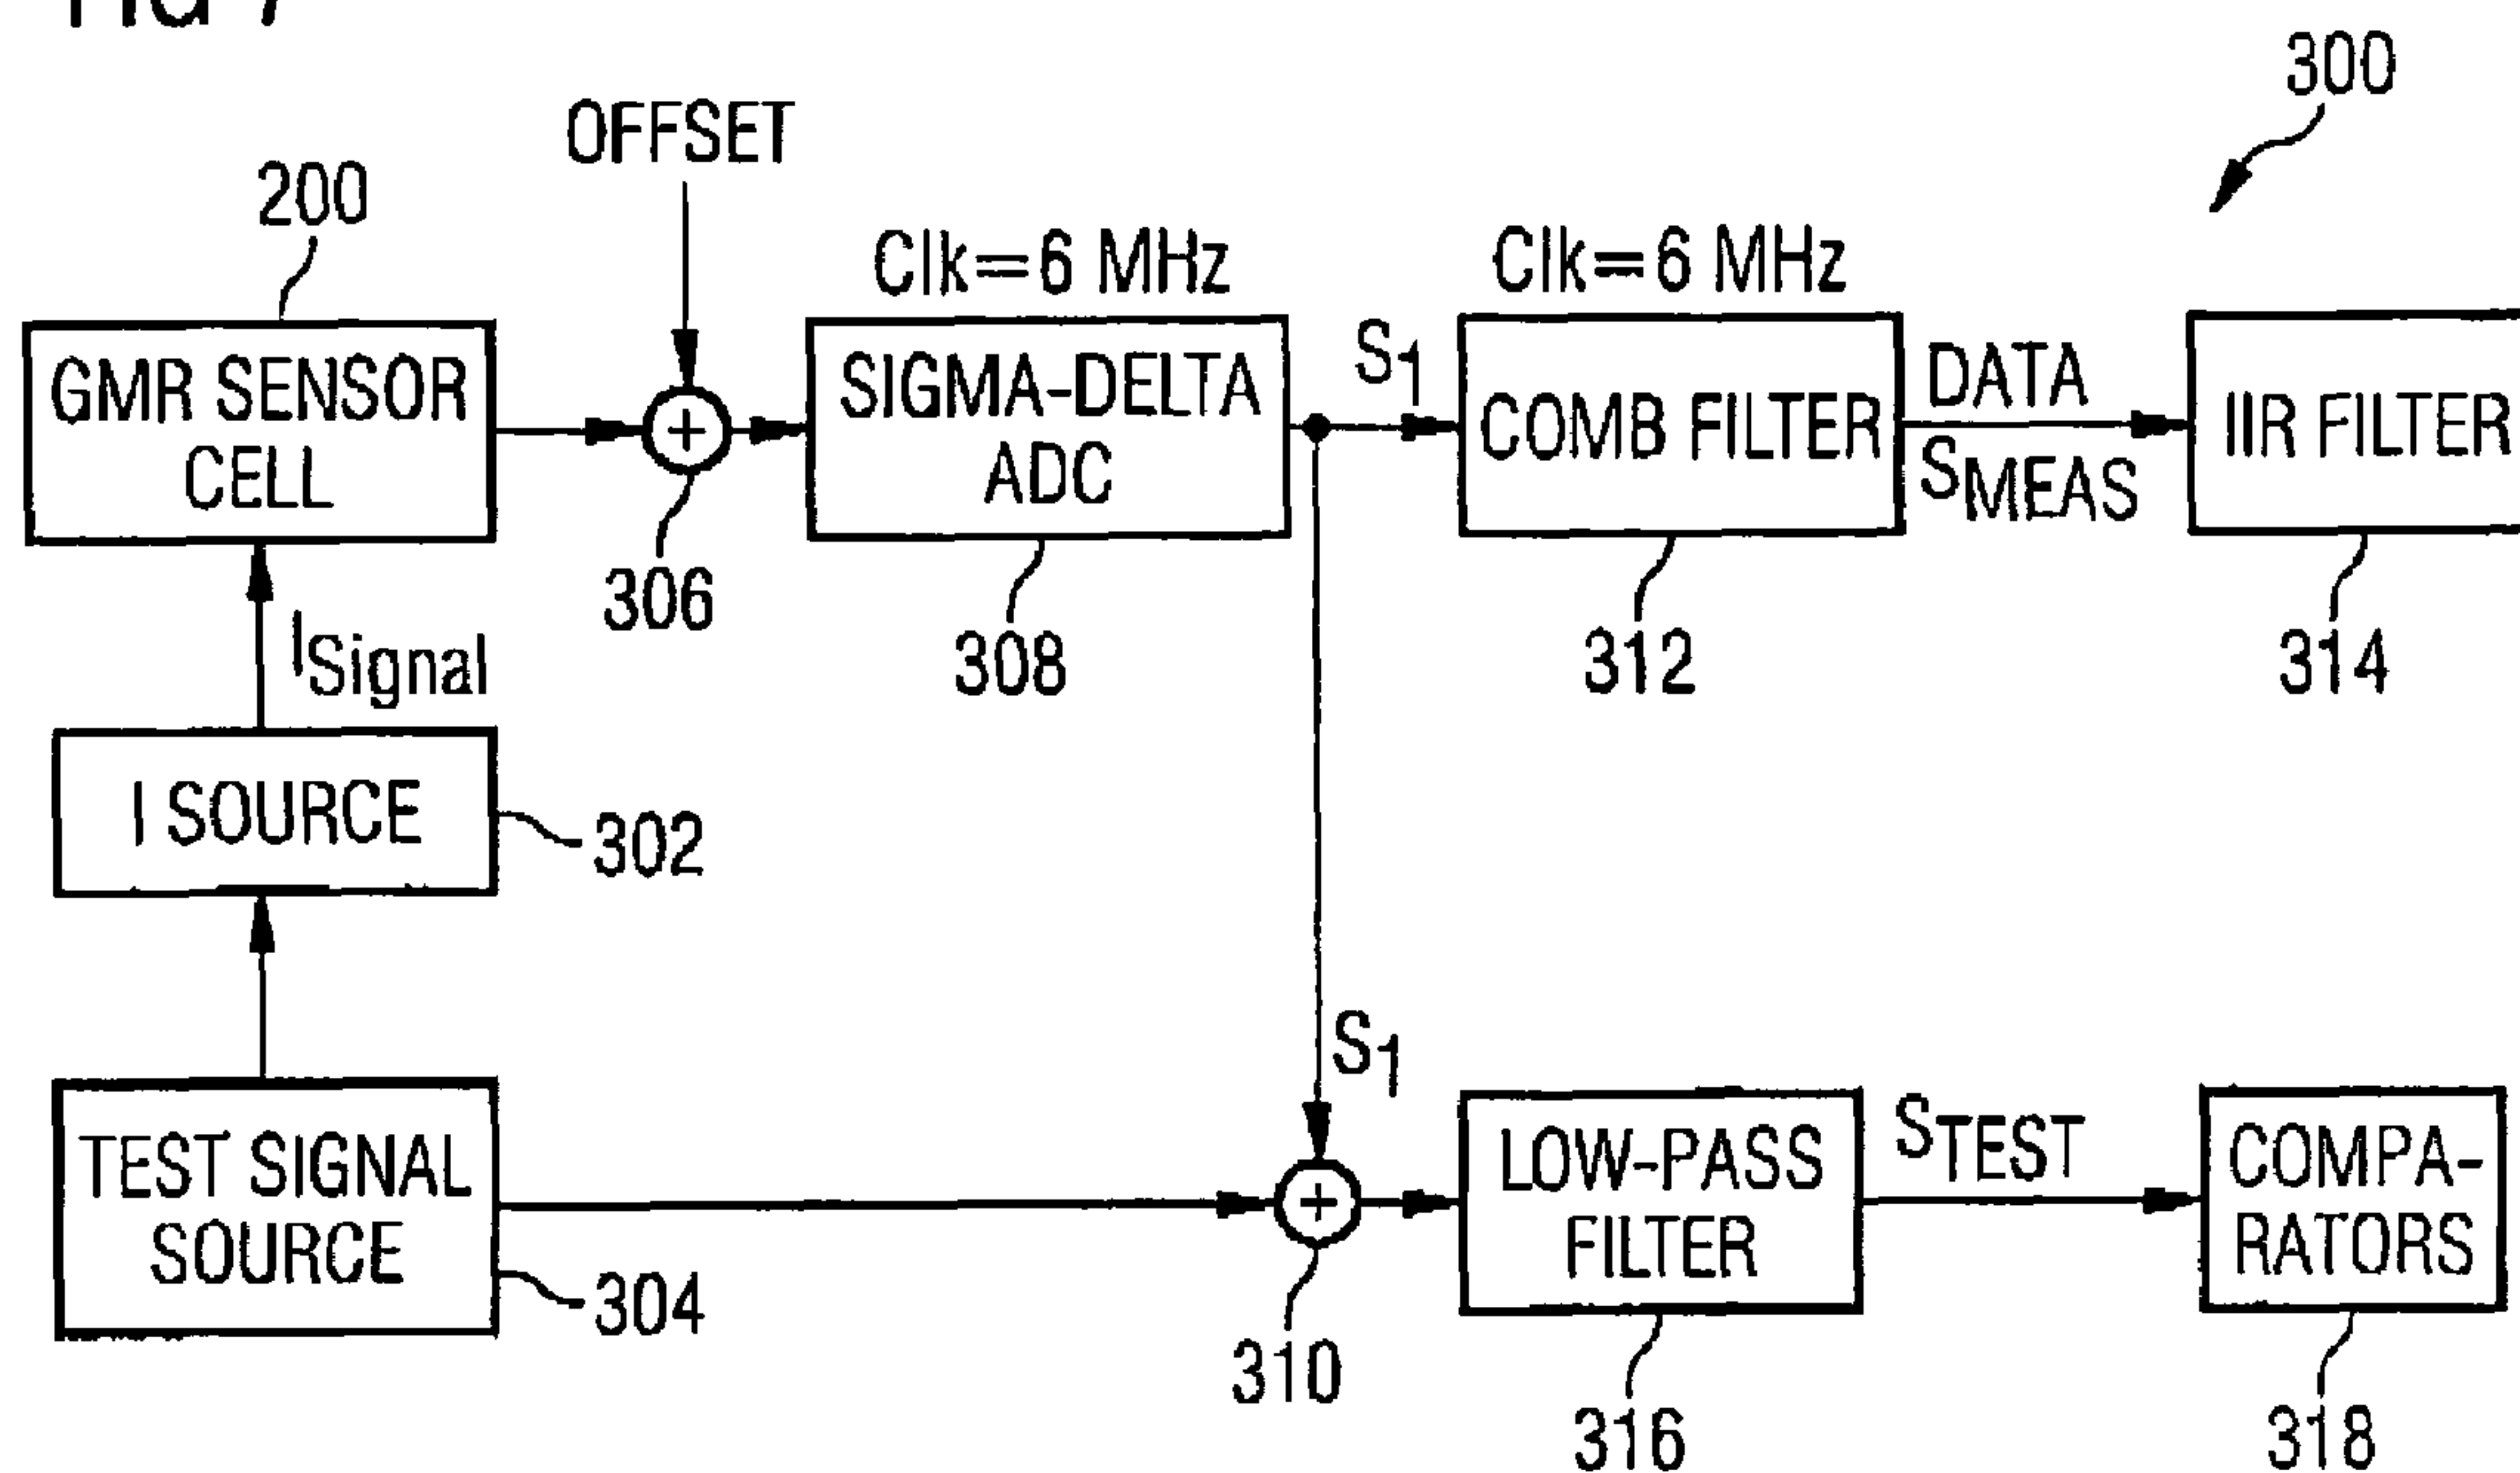 300
OFFSET
200
Clk=6 MHz
Clk=6 MHz
GMR SENSOR
CELL
SIGMA-DELTA
ADC
S1
COMB FILTER
DATA
SMEAS
IIR FILTER
306
308
312
314
ISignal
I SOURCE
302
S1
TEST SIGNAL
SOURCE
304
LOW-PASS
FILTER
STEST
COMPA-
RATORS
310
316
318